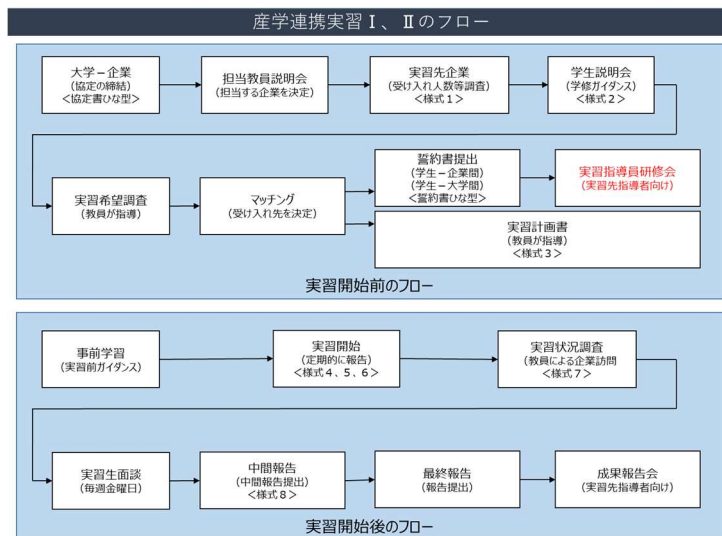 産学連携実習Ⅰ、Ⅱのフロー
大学－企業
(協定の締結)
<協定書ひな型>
担当教員説明会
(担当する企業を決定)
実習先企業
(受け入れ人数等調査)
<様式１>
学生説明会
(学修ガイダンス)
<様式２>
実習希望調査
(教員が指導)
マッチング
(受け入れ先を決定)
誓約書提出
(学生－企業間)
(学生－大学間)
<誓約書ひな型>
実習指導員研修会
(実習先指導者向け)
実習計画書
(教員が指導)
<様式３>
実習開始前のフロー
事前学習
(実習前ガイダンス)
実習開始
(定期的に報告)
<様式４、５、６>
実習状況調査
(教員による企業訪問)
<様式７>
実習生面談
(毎週金曜日)
中間報告
(中間報告提出)
<様式８>
最終報告
(報告提出)
成果報告会
(実習先指導者向け)
実習開始後のフロー